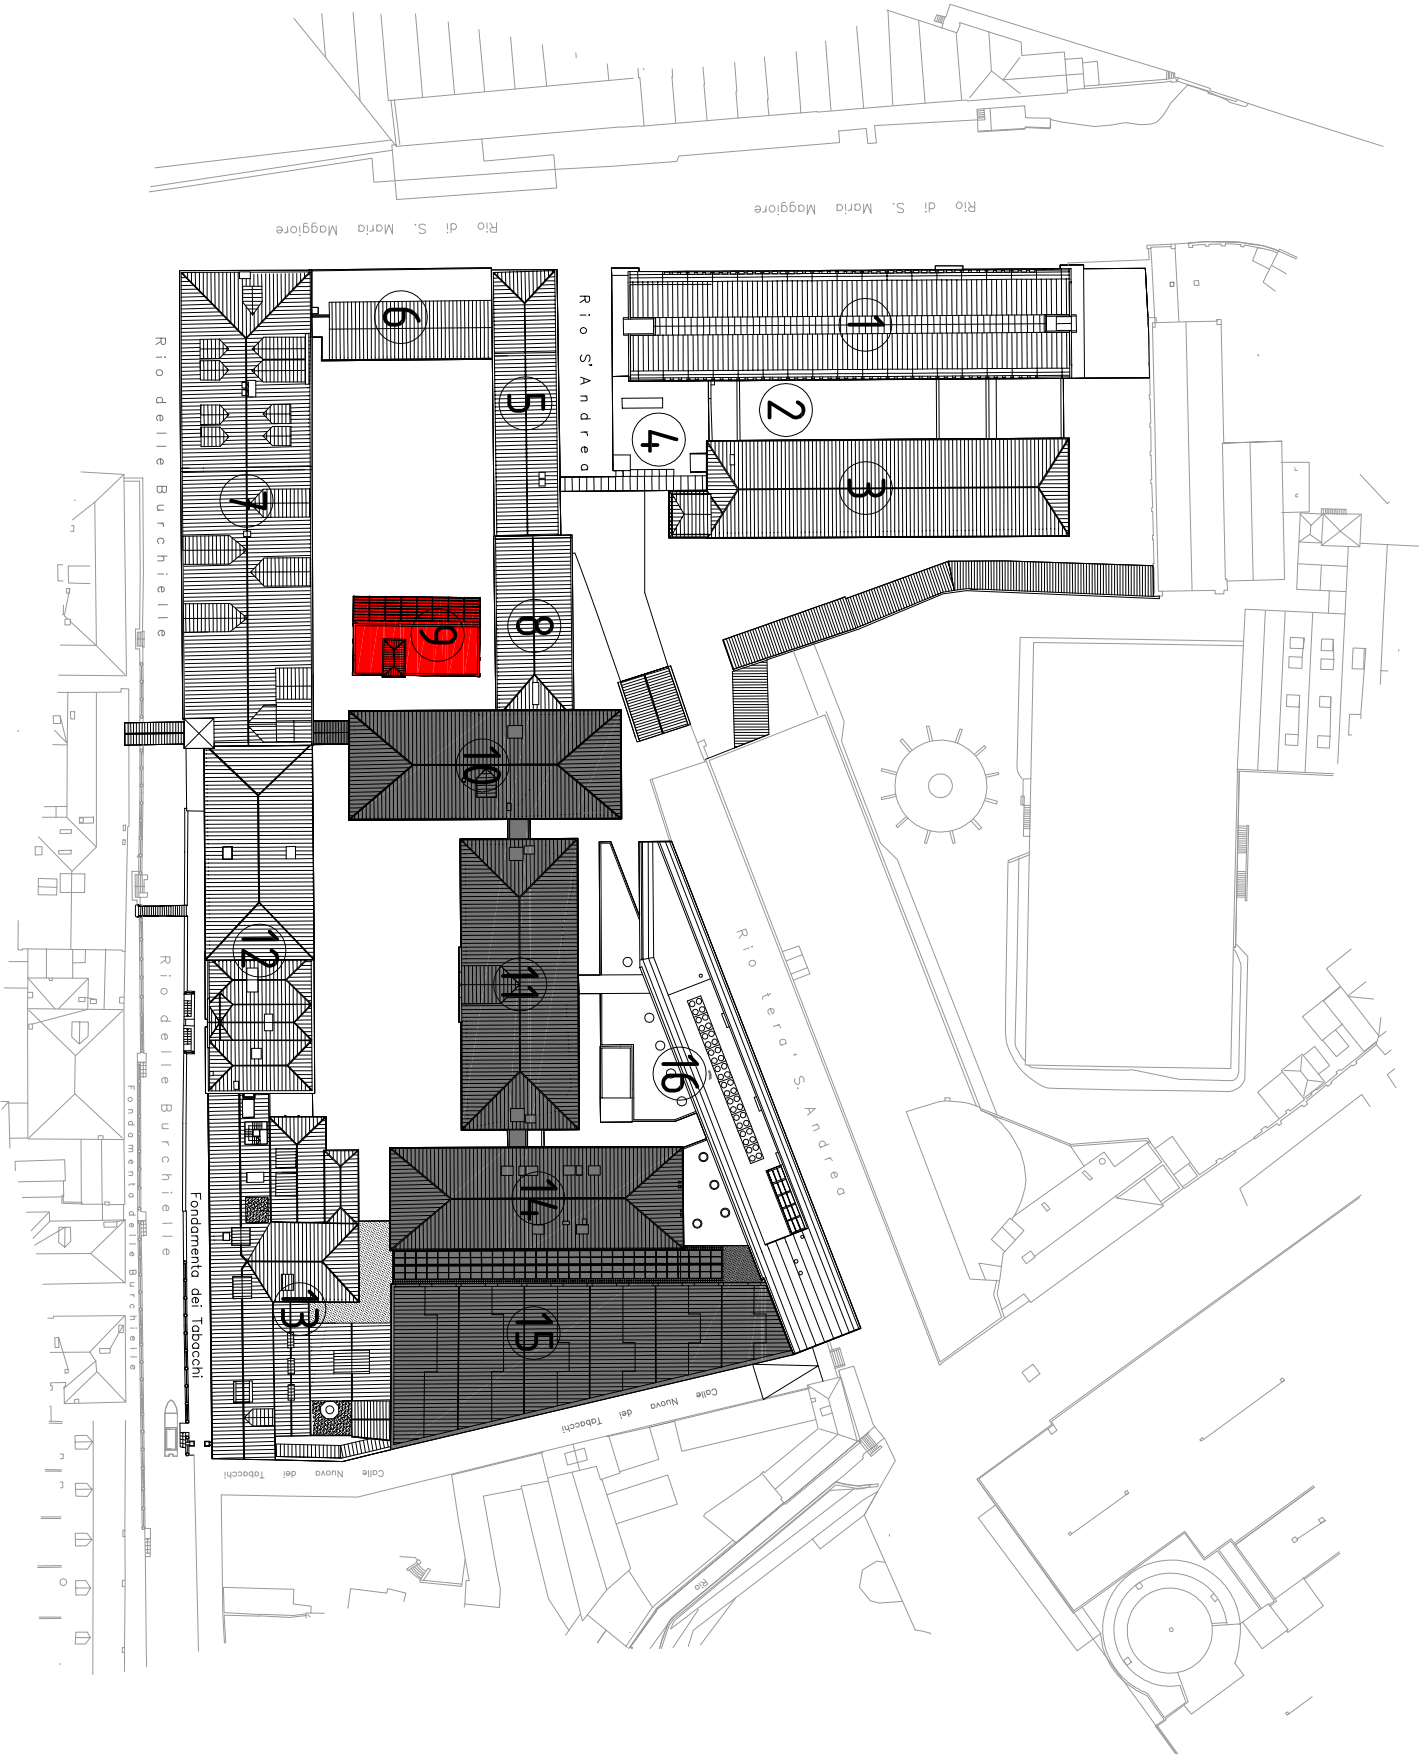 Rio di S. Maria Maggiore
Rio di S. Maria Maggiore
6
Rio S'Andrea
1
Rio delle Burchielle
5
2
4
3
7
8
9
10
12
Rio tera' S. Andrea
11
Rio delle Burchielle
16
Fondamenta delle Burchielle
14
Fondamenta dei Tabacchi
13
15
Calle Nuova dei Tabacchi
Calle Nuova dei Tabacchi
Rio